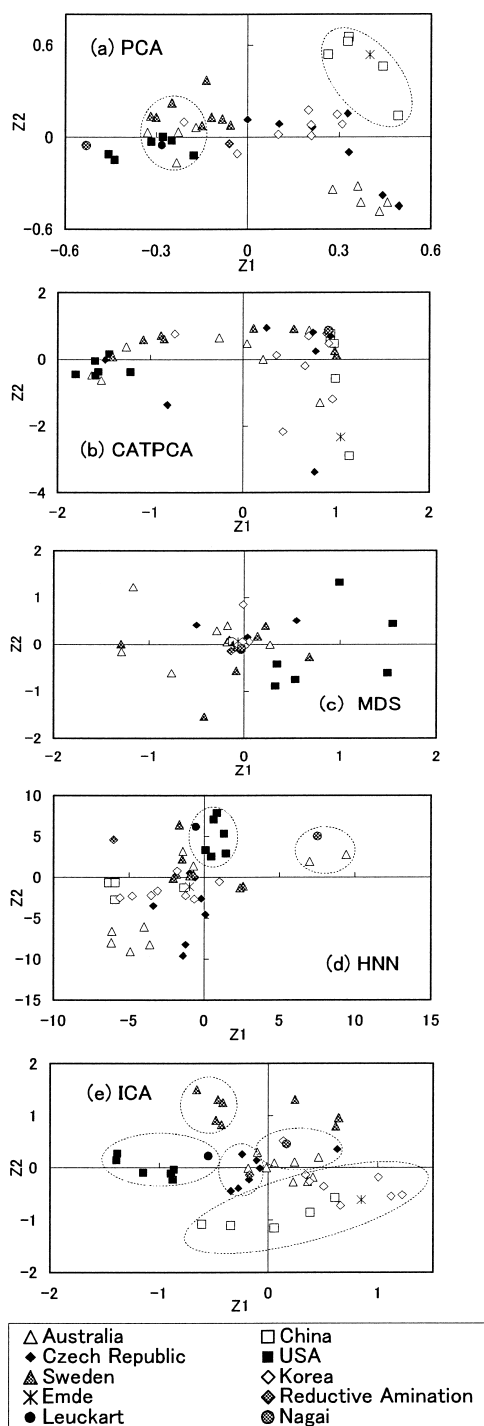 (a) PCA
0.6
0
-0.6
Z2
-0.6
-0.3
0
0.3
0.6
Z1
2
0
-2
-4
Z2
(b) CATPCA
-2
-1
0
1
2
Z1
2
1
0
-1
-2
Z2
(c) MDS
-2
-1
0
1
2
Z1
10
5
0
-5
-10
-15
Z2
(d) HNN
-10
-5
0
5
10
15
Z1
(e) ICA
2
1
0
-1
-2
Z2
-2
-1
0
1
Z1
Australia
China
Czech Republic
USA
Sweden
Korea
Emde
Reductive Amination
Leuckart
Nagai